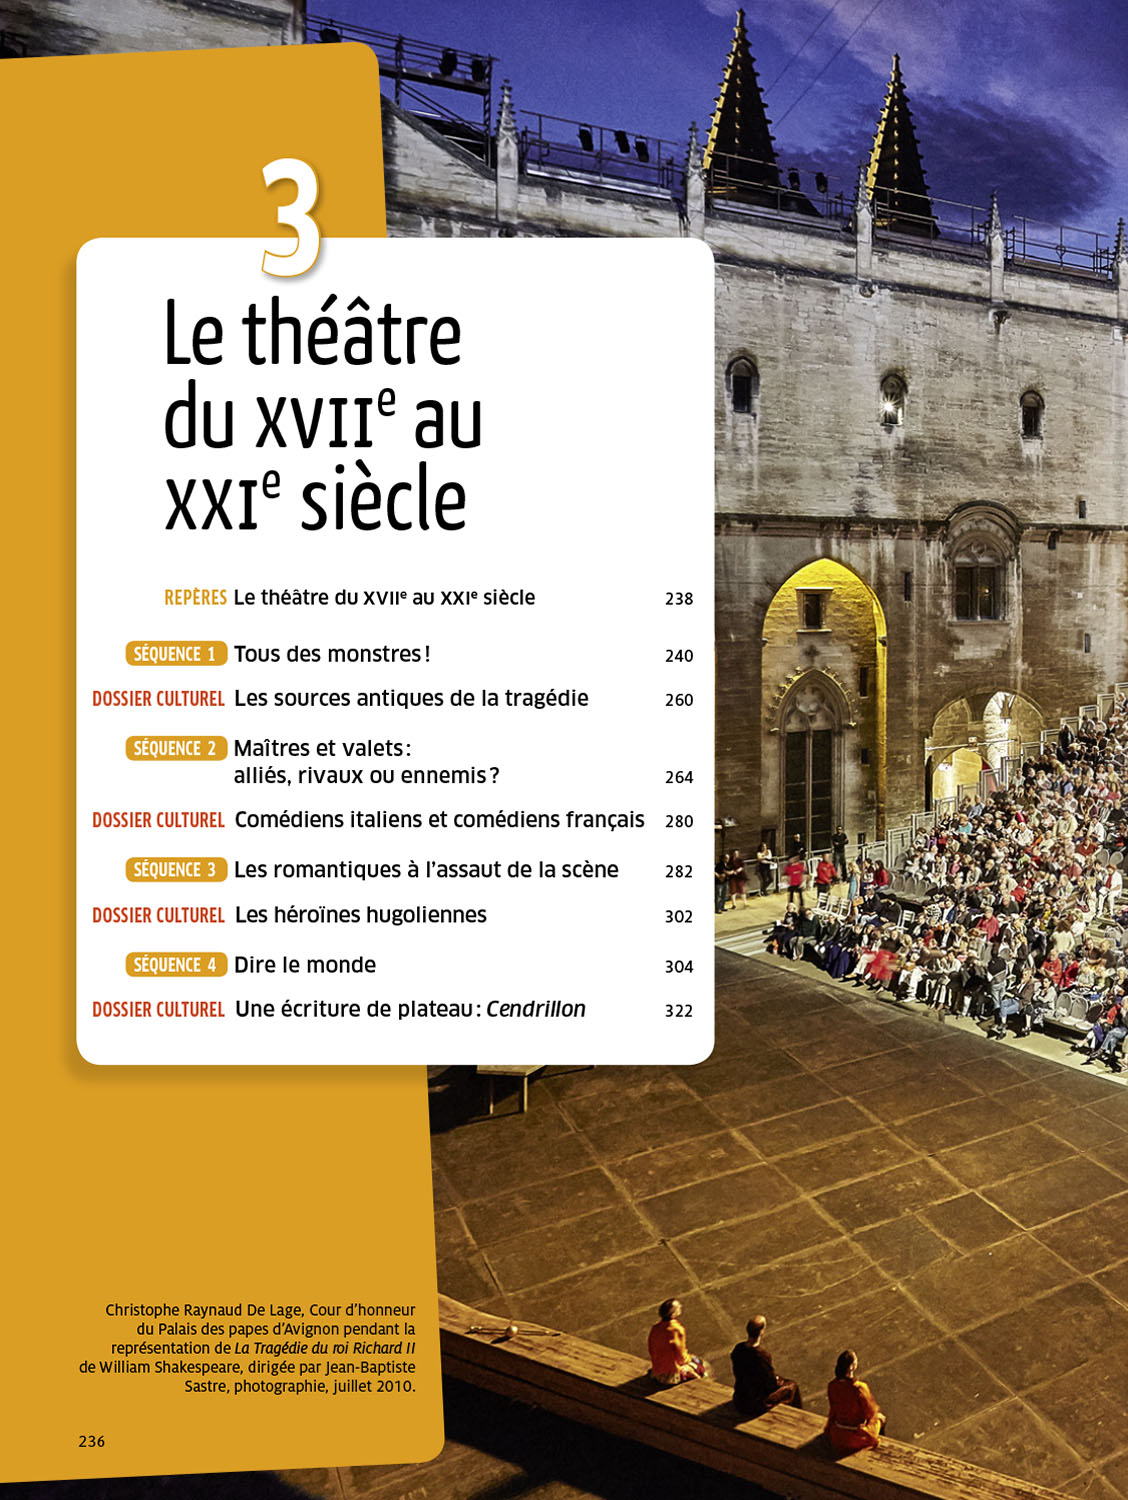 3
Le théâtre
du XVIIe au
XXIe siècle
REPÈRES Le théâtre du XVIIe au XXIe siècle 238
SÉQUENCE 1 Tous des monstres ! 240
DOSSIER CULTUREL Les sources antiques de la tragédie 260
SÉQUENCE 2 Maîtres et valets :
alliés, rivaux ou ennemis ? 264
DOSSIER CULTUREL Comédiens italiens et comédiens français 280
SÉQUENCE 3 Les romantiques à l’assaut de la scène 282
DOSSIER CULTUREL Les héroïnes hugoliennes 302
SÉQUENCE 4 Dire le monde 304
DOSSIER CULTUREL Une écriture de plateau : Cendrillon 322
Christophe Raynaud De Lage, Cour d’honneur
du Palais des papes d’Avignon pendant la
représentation de La Tragédie du roi Richard II
de William Shakespeare, dirigée par Jean-Baptiste
Sastre, photographie, juillet 2010.
236